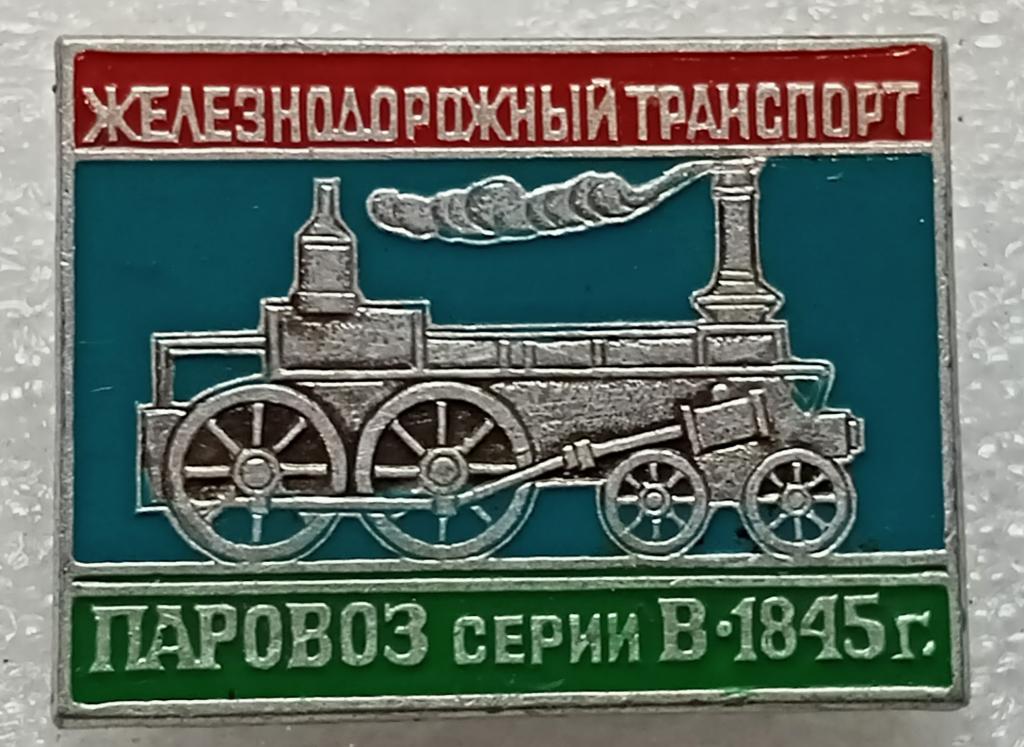 ЖЕЛЕЗНОДОРОЖНЫЙ ТРАНСПОРТ
ПАРОВОЗ СЕРИИ В·1845г.